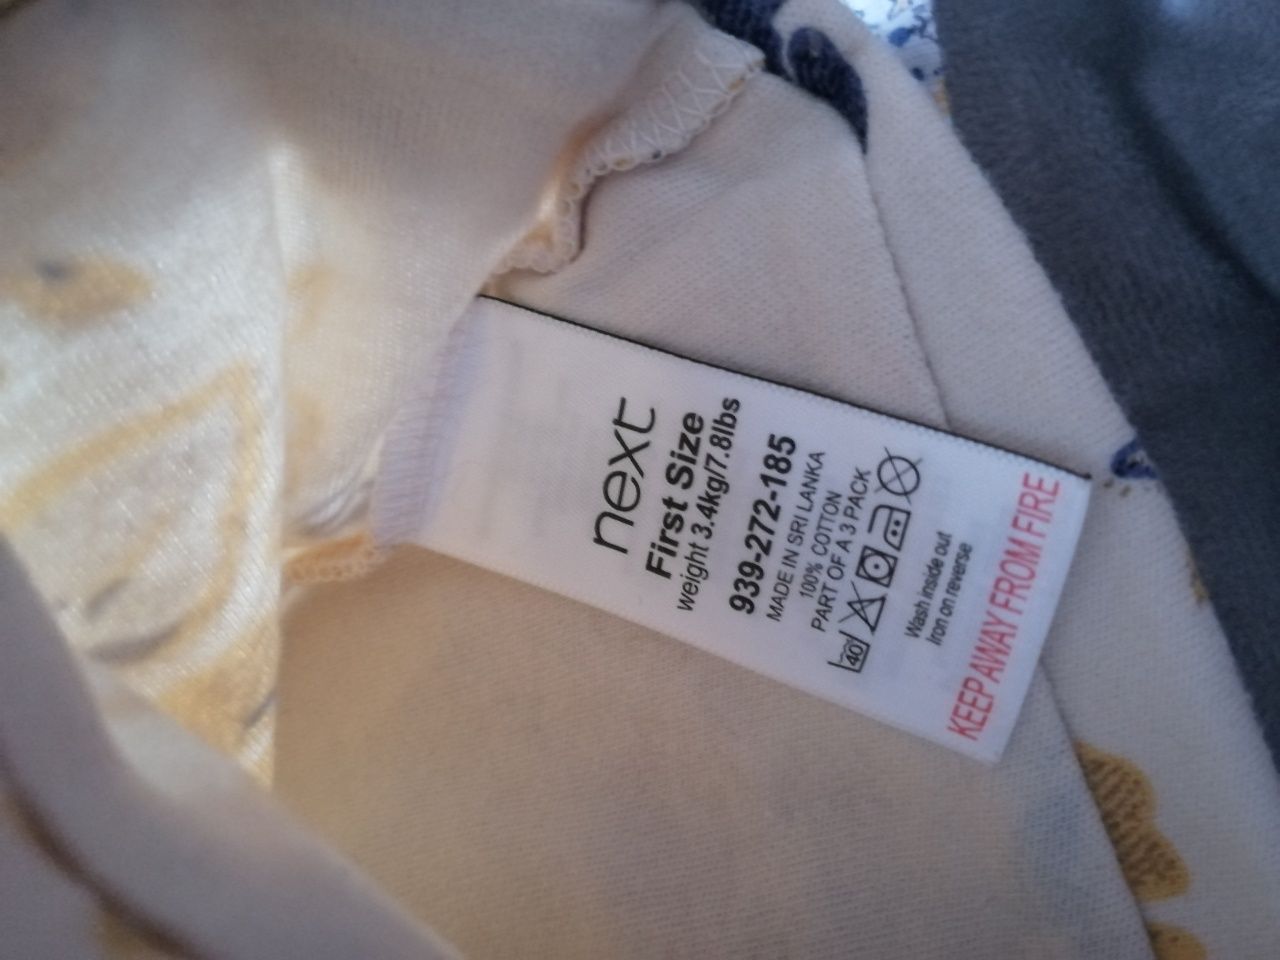 next
First Size
weight 3.4kg/7.8lbs
939-272-185
MADE IN SRI LANKA
100% COTTON
PART OF A 3 PACK
40
Wash inside out
Iron on reverse
KEEP AWAY FROM FIRE